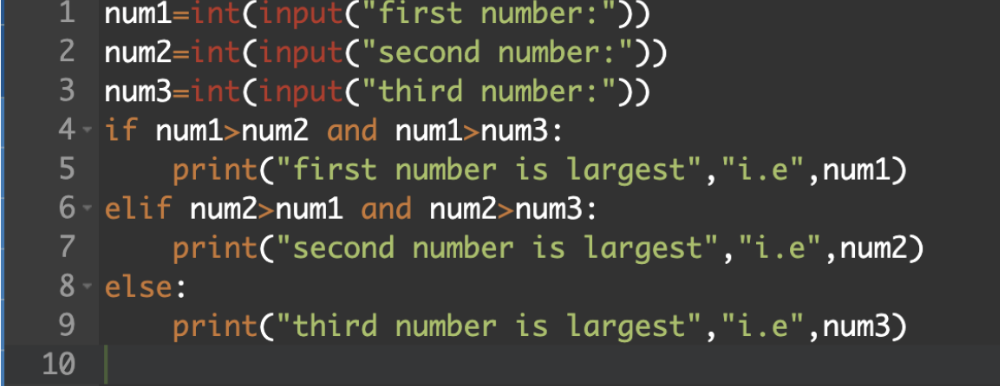 1 num1=int(input("first number:"))
2 num2=int(input("second number:"))
3 num3=int(input("third number:"))
4 if num1>num2 and num1>num3:
5     print("first number is largest","i.e",num1)
6 elif num2>num1 and num2>num3:
7     print("second number is largest","i.e",num2)
8 else:
9     print("third number is largest","i.e",num3)
10